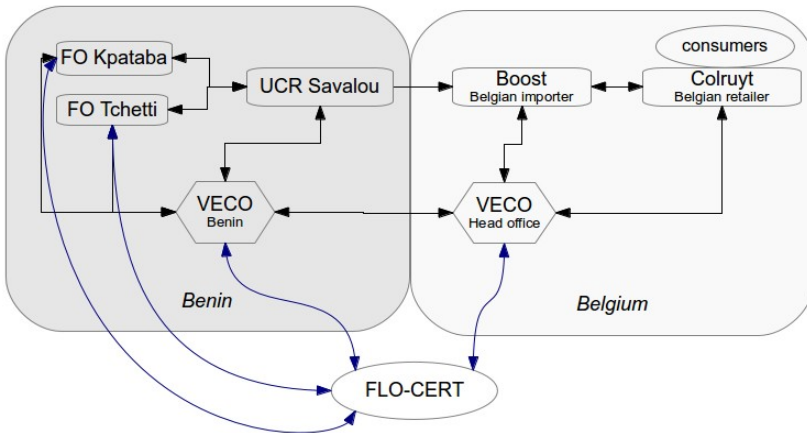 consumers
FO Kpataba
FO Tchetti
UCR Savalou
Boost
Belgian importer
Colruyt
Belgian retailer
VECO
Benin
VECO
Head office
Benin
Belgium
FLO-CERT